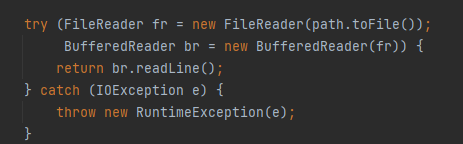 try (FileReader fr = new FileReader(path.toFile());
     BufferedReader br = new BufferedReader(fr)) {
    return br.readLine();
} catch (IOException e) {
    throw new RuntimeException(e);
}